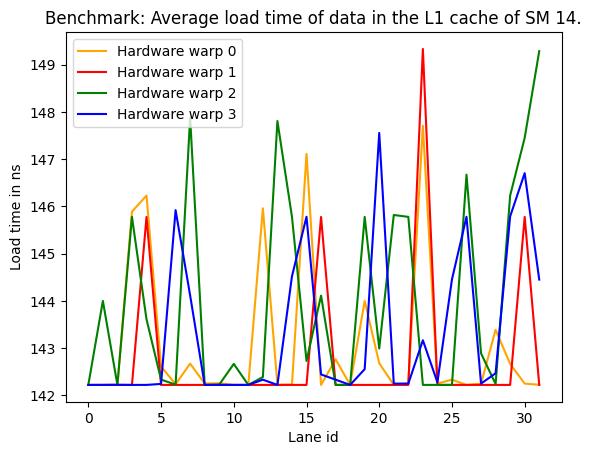 Benchmark: Average load time of data in the L1 cache of SM 14.
Hardware warp 0
Hardware warp 1
Hardware warp 2
Hardware warp 3
149
148
147
146
145
144
143
142
Load time in ns
0 5 10 15 20 25 30
Lane id